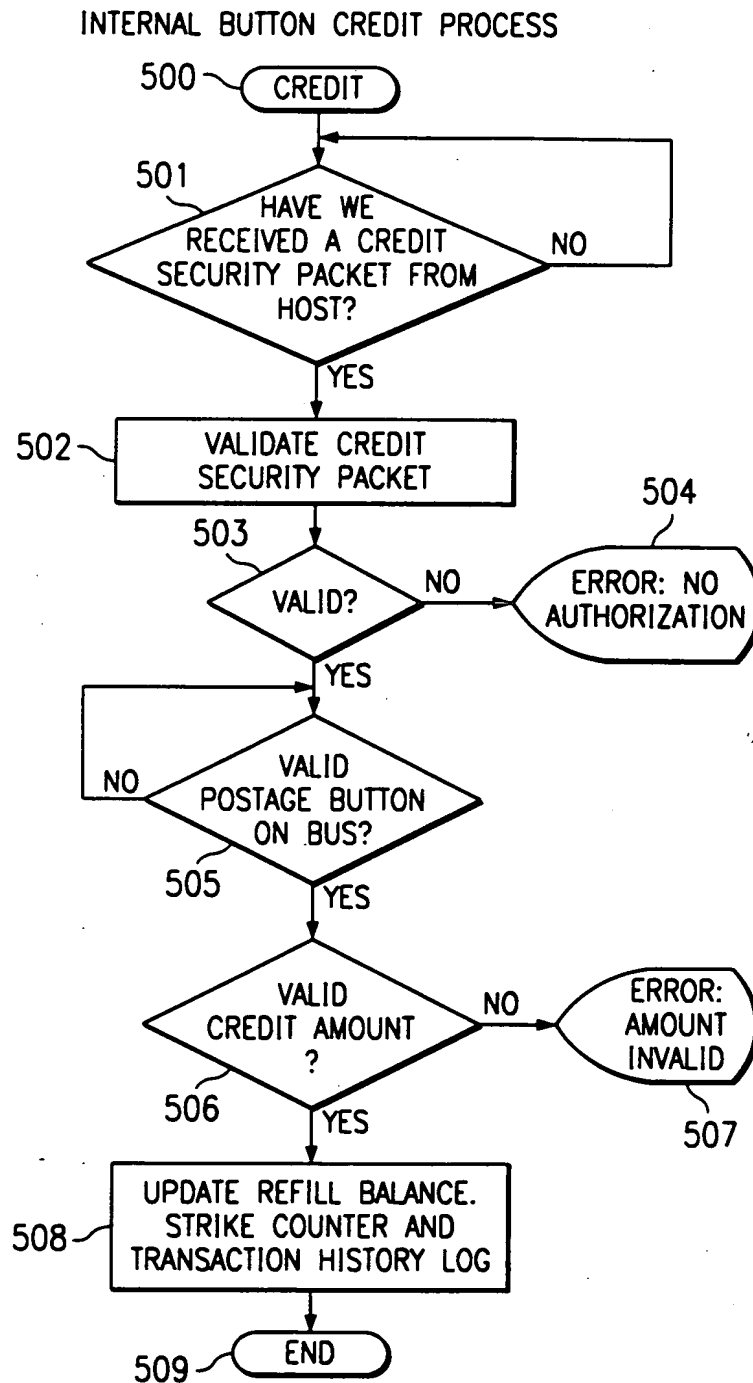 INTERNAL BUTTON CREDIT PROCESS
500
CREDIT
501
HAVE WE
RECEIVED A CREDIT
SECURITY PACKET FROM
HOST?
NO
YES
502
VALIDATE CREDIT
SECURITY PACKET
503
VALID?
NO
504
ERROR: NO
AUTHORIZATION
YES
NO
VALID
POSTAGE BUTTON
ON BUS?
505
YES
VALID
CREDIT AMOUNT
?
506
NO
ERROR:
AMOUNT
INVALID
507
YES
508
UPDATE REFILL BALANCE.
STRIKE COUNTER AND
TRANSACTION HISTORY LOG
509
END